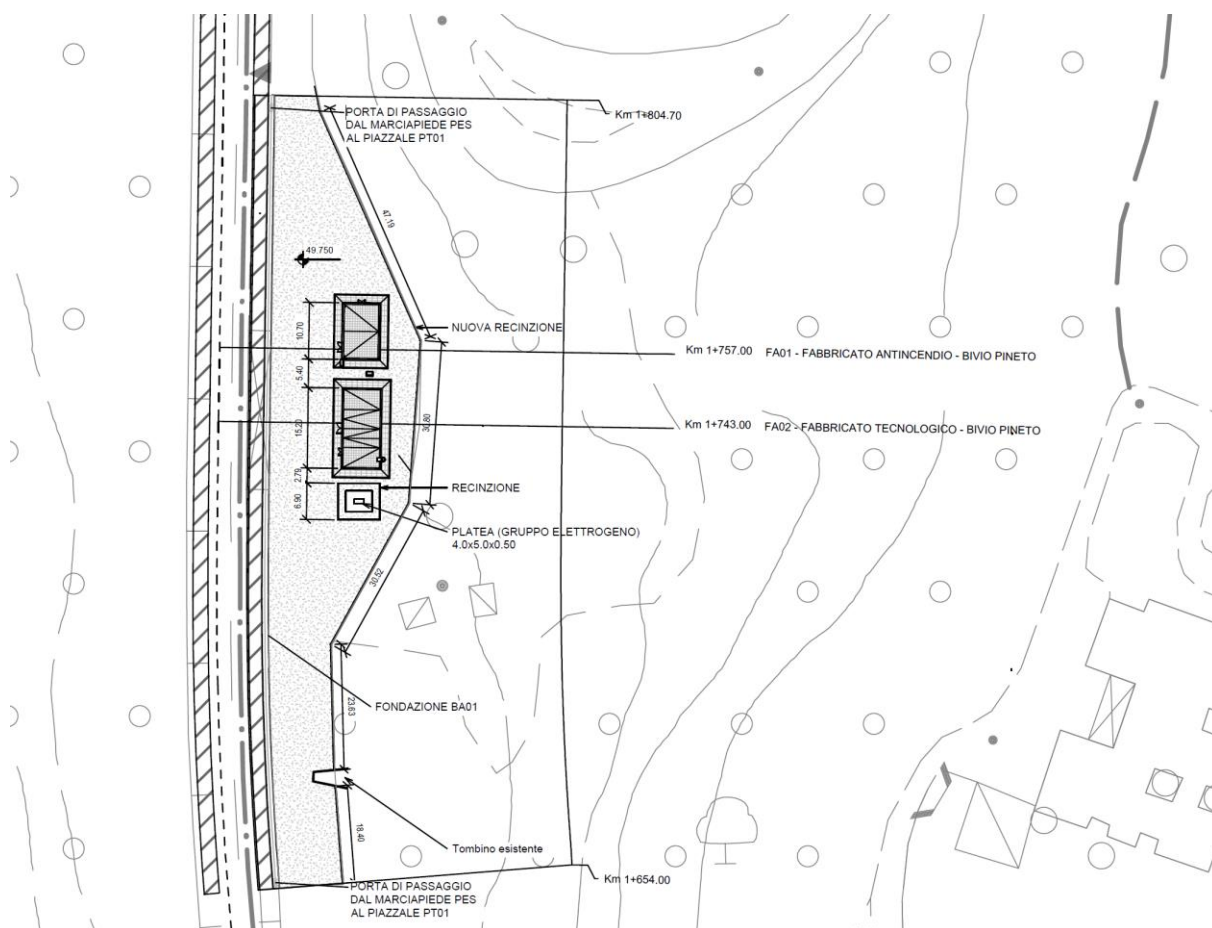 PORTA DI PASSAGGIO
DAL MARCIAPIEDE PES
AL PIAZZALE PT01
Km 1+804.70
47.19
49.750
NUOVA RECINZIONE
10.70
Km 1+757.00 FA01 - FABBRICATO ANTINCENDIO - BIVIO PINETO
5.40
15.20
30.80
Km 1+743.00 FA02 - FABBRICATO TECNOLOGICO - BIVIO PINETO
2.79
RECINZIONE
6.90
PLATEA (GRUPPO ELETTROGENO)
4.0x5.0x0.50
30.52
FONDAZIONE BA01
23.63
18.40
Tombino esistente
Km 1+654.00
PORTA DI PASSAGGIO
DAL MARCIAPIEDE PES
AL PIAZZALE PT01